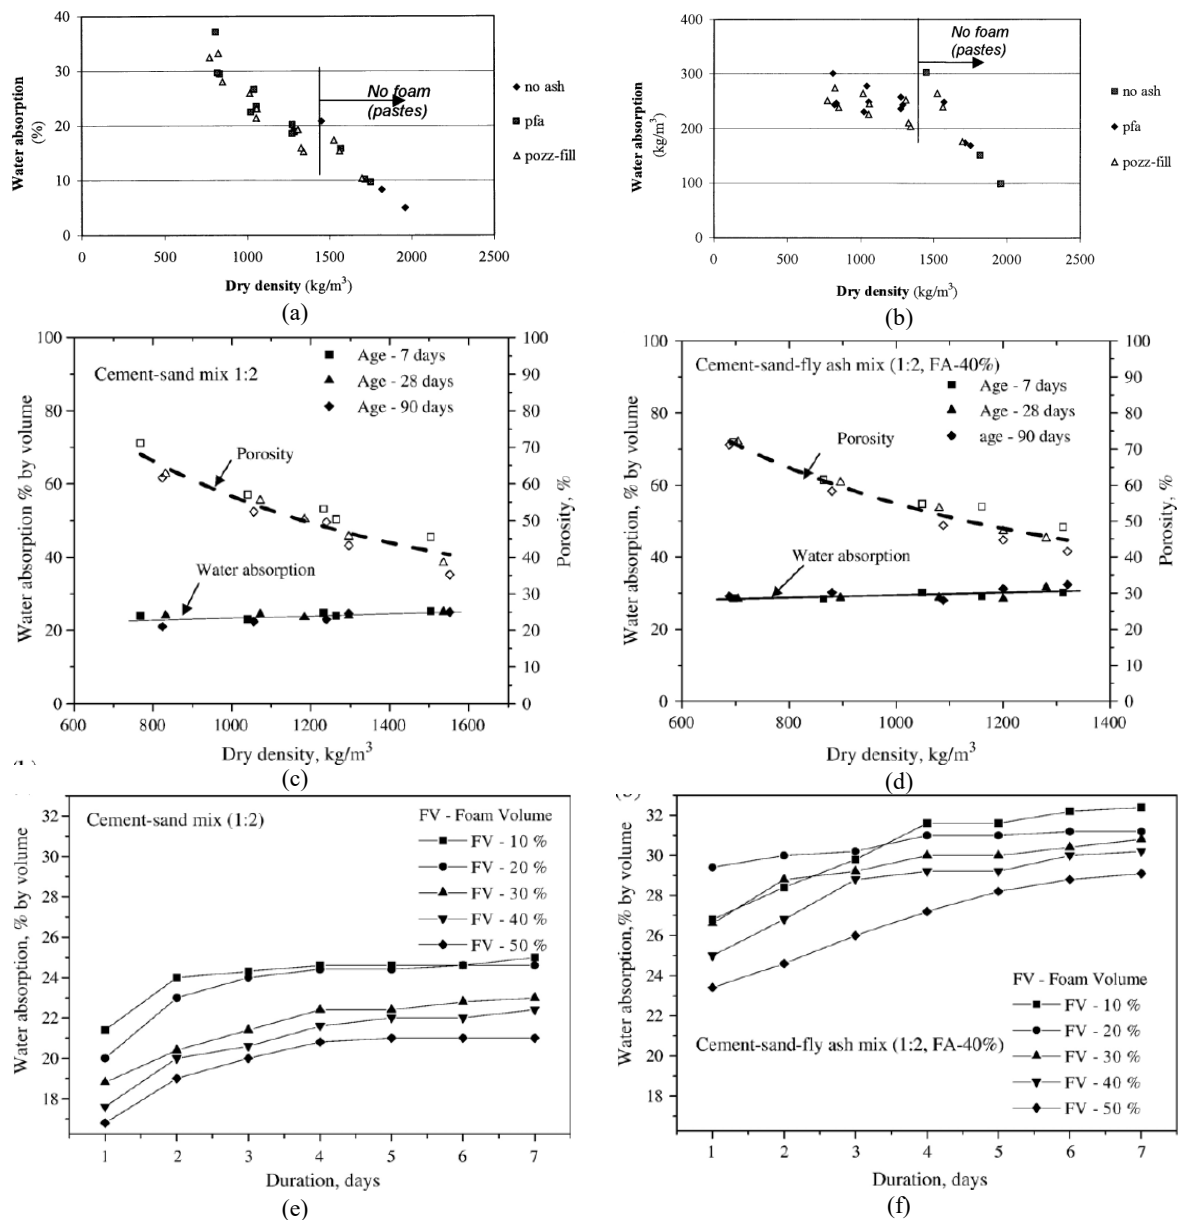 40
30
20
10
0
Water absorption
(%)
No foam
(pastes)
no ash
pfa
pozz-fill
0 500 1000 1500 2000 2500
Dry density (kg/m³)
(a)
400
300
200
100
0
Water absorption
(kg/m³)
No foam
(pastes)
no ash
pfa
pozz-fill
0 500 1000 1500 2000 2500
Dry density (kg/m³)
(b)
100
80
60
40
20
0
Water absorption % by volume
Cement-sand mix 1:2
Age - 7 days
Age - 28 days
Age - 90 days
Porosity
Water absorption
100
90
80
70
60
50
40
30
20
10
0
Porosity, %
600 800 1000 1200 1400 1600
Dry density, kg/m³
(c)
100
80
60
40
20
0
Water absorption, % by volume
Cement-sand-fly ash mix (1:2, FA-40%)
Age - 7 days
Age - 28 days
age - 90 days
Porosity
Water absorption
100
90
80
70
60
50
40
30
20
10
0
Porosity, %
600 800 1000 1200 1400
Dry density, kg/m³
(d)
32
30
28
26
24
22
20
18
Water absorption, % by volume
Cement-sand mix (1:2)
FV - Foam Volume
FV - 10 %
FV - 20 %
FV - 30 %
FV - 40 %
FV - 50 %
1 2 3 4 5 6 7
Duration, days
(e)
32
30
28
26
24
22
20
18
Water absorption, % by volume
FV - Foam Volume
FV - 10 %
FV - 20 %
Cement-sand-fly ash mix (1:2, FA-40%)
FV - 30 %
FV - 40 %
FV - 50 %
1 2 3 4 5 6 7
Duration, days
(f)